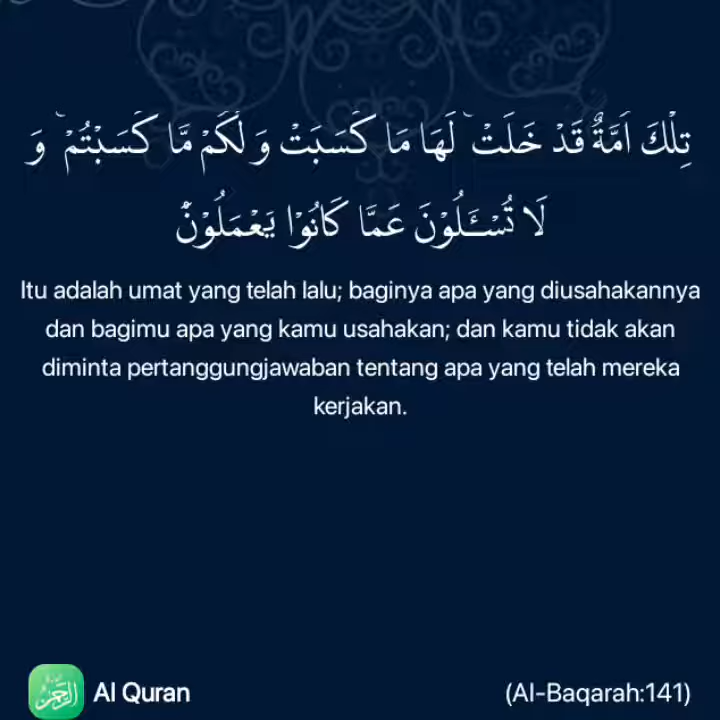 تِلْكَ اُمَّةٌ قَدْ خَلَتْ ۚ لَهَا مَا كَسَبَتْ وَ لَكُمْ مَّا كَسَبْتُمْ ۚ وَ
لَا تُسْـَٔلُوْنَ عَمَّا كَانُوْا يَعْمَلُوْنَ
Itu adalah umat yang telah lalu; baginya apa yang diusahakannya
dan bagimu apa yang kamu usahakan; dan kamu tidak akan
diminta pertanggungjawaban tentang apa yang telah mereka
kerjakan.
Al Quran
(Al-Baqarah:141)